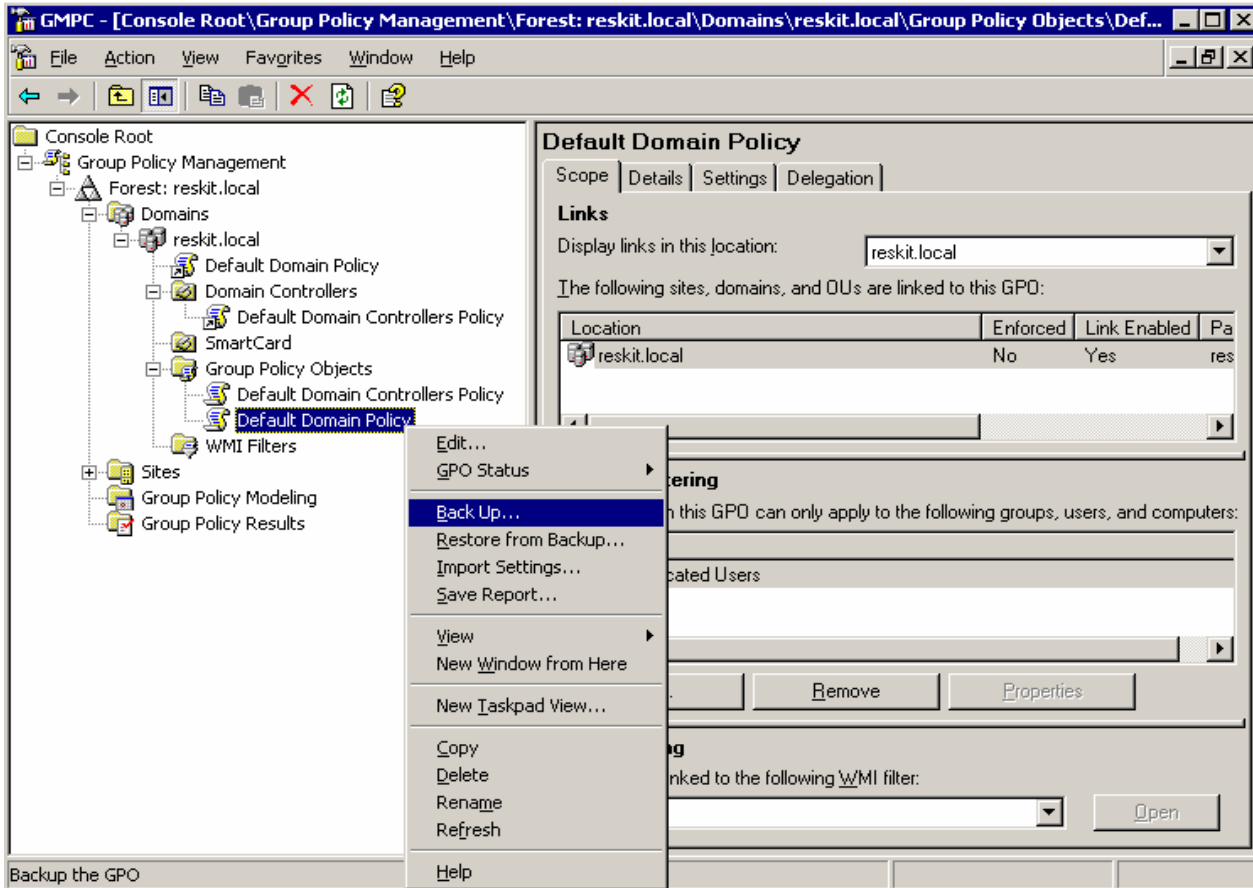 GMPC - [Console Root\Group Policy Management\Forest: reskit.local\Domains\reskit.local\Group Policy Objects\Def...
File Action View Favorites Window Help
Console Root
Group Policy Management
Forest: reskit.local
Domains
reskit.local
Default Domain Policy
Domain Controllers
Default Domain Controllers Policy
SmartCard
Group Policy Objects
Default Domain Controllers Policy
Default Domain Policy
WMI Filters
Sites
Group Policy Modeling
Group Policy Results
Edit...
GPO Status
Back Up...
Restore from Backup...
Import Settings...
Save Report...
View
New Window from Here
New Taskpad View...
Copy
Delete
Rename
Refresh
Help
Default Domain Policy
Scope Details Settings Delegation
Links
Display links in this location: reskit.local
The following sites, domains, and OUs are linked to this GPO:
Location Enforced Link Enabled Pa
reskit.local No Yes res
tering
n this GPO can only apply to the following groups, users, and computers:
cated Users
. Remove Properties
ng
nked to the following WMI filter:
Open
Backup the GPO